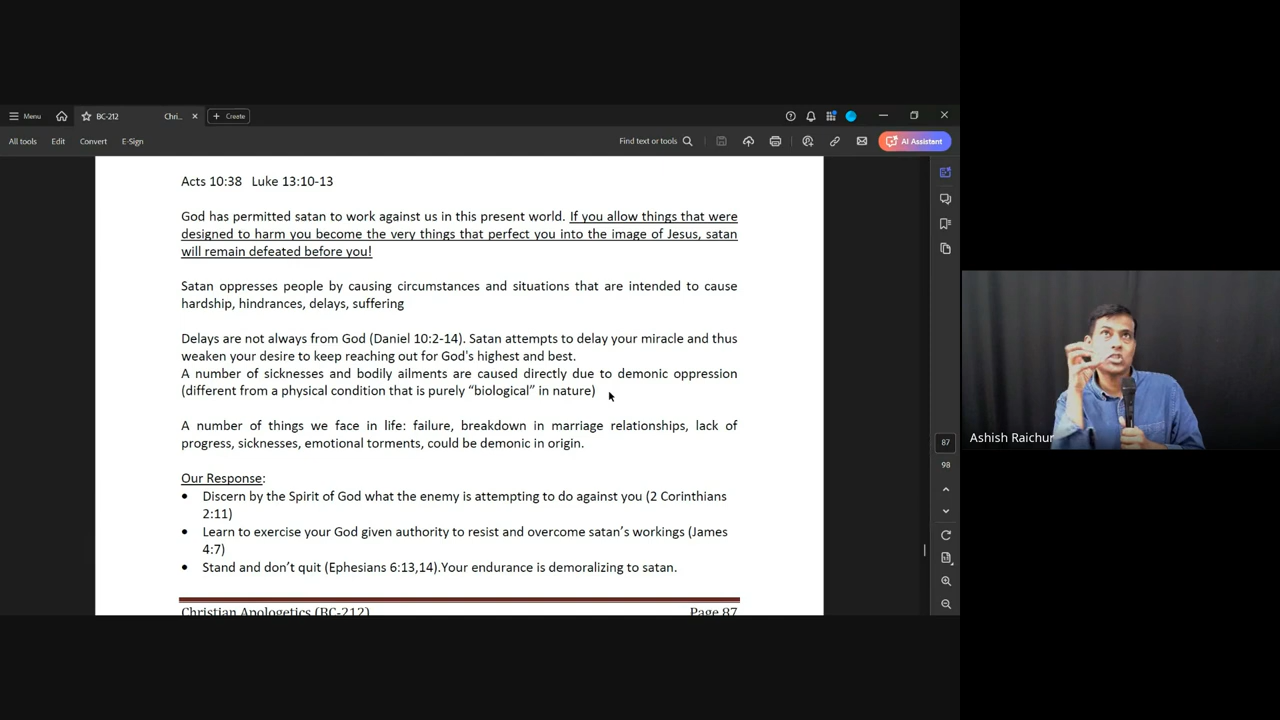 Menu
BC-212
Chri...
Create
All tools
Edit
Convert
E-Sign
Find text or tools
AI Assistant
Acts 10:38 Luke 13:10-13
God has permitted satan to work against us in this present world. If you allow things that were
designed to harm you become the very things that perfect you into the image of Jesus, satan
will remain defeated before you!
Satan oppresses people by causing circumstances and situations that are intended to cause
hardship, hindrances, delays, suffering
Delays are not always from God (Daniel 10:2-14). Satan attempts to delay your miracle and thus
weaken your desire to keep reaching out for God's highest and best.
A number of sicknesses and bodily ailments are caused directly due to demonic oppression
(different from a physical condition that is purely “biological” in nature)
A number of things we face in life: failure, breakdown in marriage relationships, lack of
progress, sicknesses, emotional torments, could be demonic in origin.
Our Response:
• Discern by the Spirit of God what the enemy is attempting to do against you (2 Corinthians
2:11)
• Learn to exercise your God given authority to resist and overcome satan’s workings (James
4:7)
• Stand and don’t quit (Ephesians 6:13,14).Your endurance is demoralizing to satan.
Christian Apologetics (BC-212) Page 87
87
98
Ashish Raichur